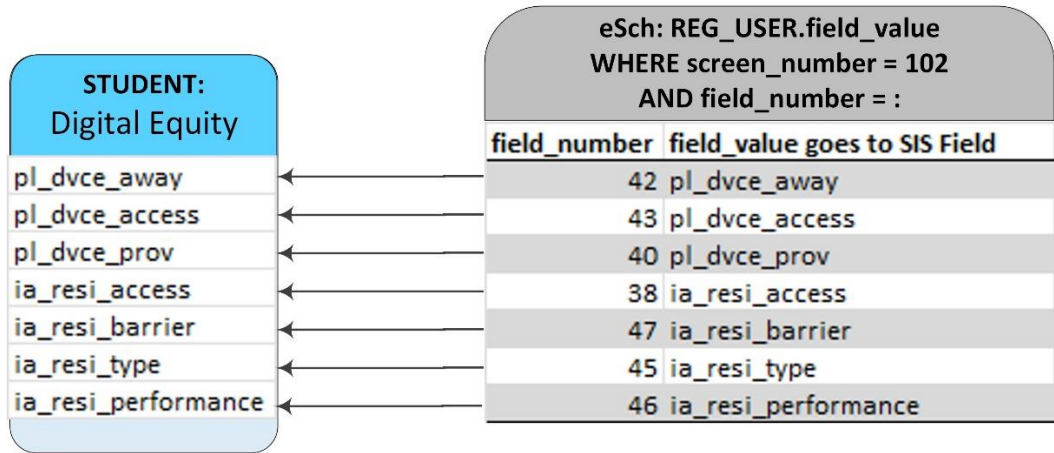 STUDENT:
Digital Equity
pl_dvce_away
pl_dvce_access
pl_dvce_prov
ia_resi_access
ia_resi_barrier
ia_resi_type
ia_resi_performance
eSch: REG_USER.field_value
WHERE screen_number = 102
AND field_number = :
field_number field_value goes to SIS Field
42 pl_dvce_away
43 pl_dvce_access
40 pl_dvce_prov
38 ia_resi_access
47 ia_resi_barrier
45 ia_resi_type
46 ia_resi_performance